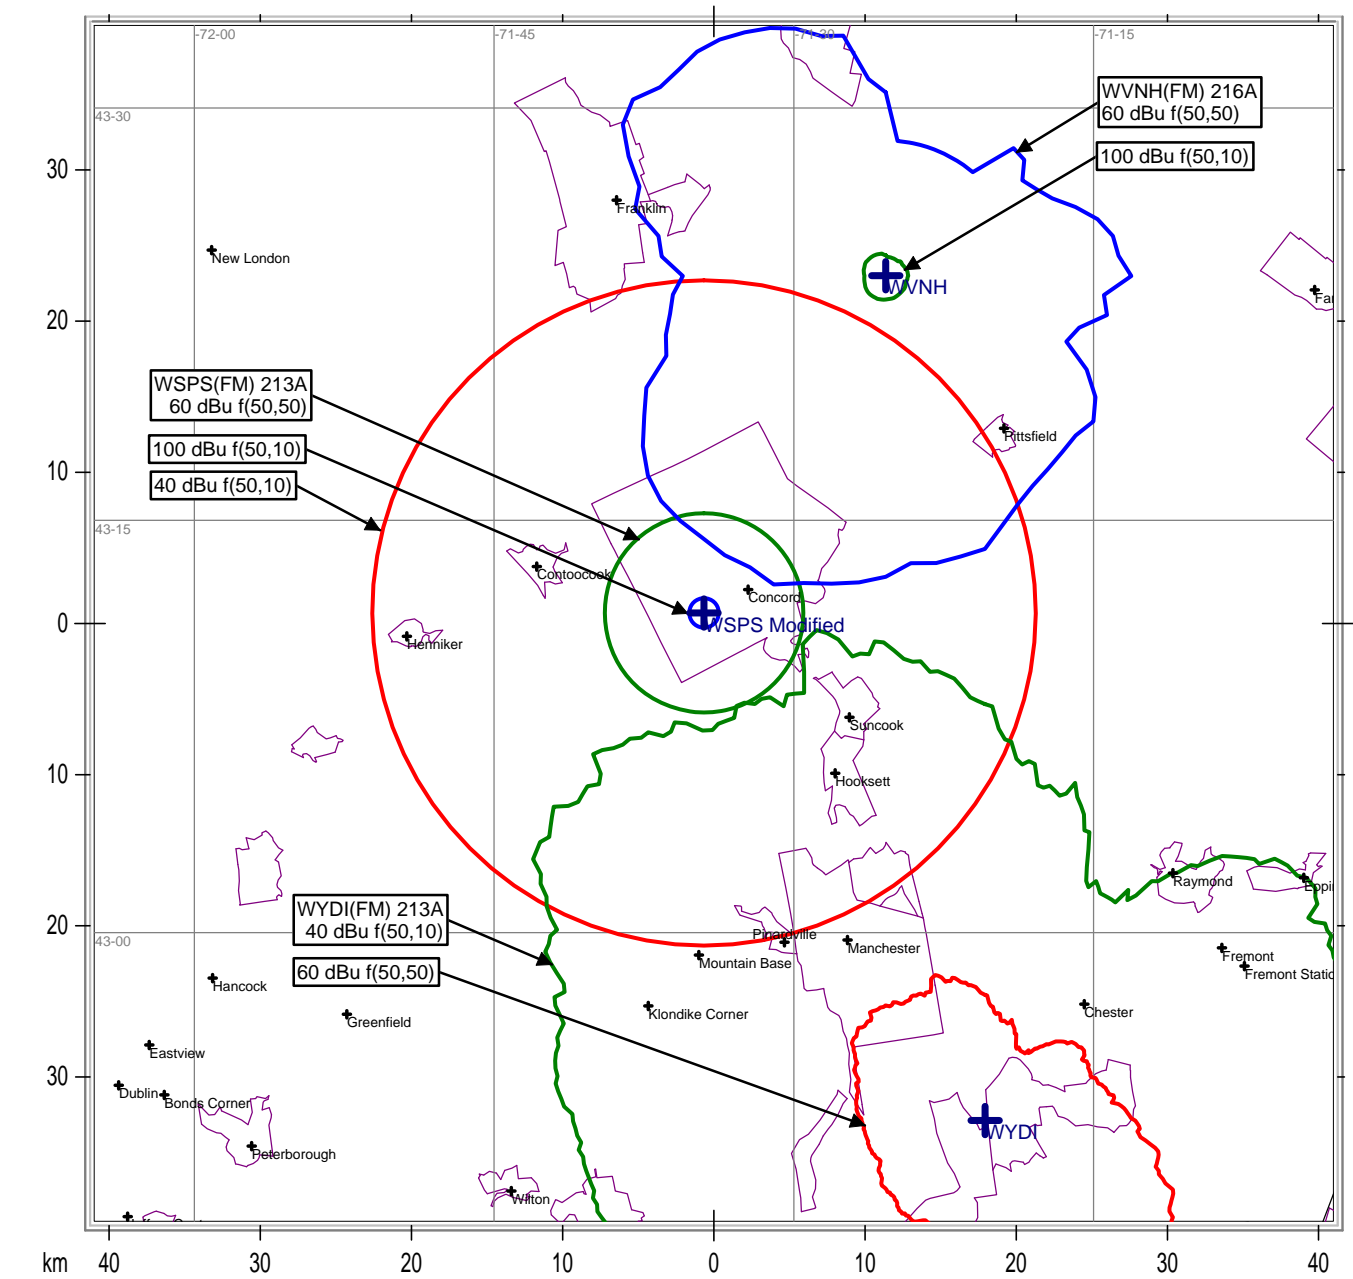 -72-00
-71-45
-71-30
-71-15
WVNH(FM) 216A
60 dBu f(50,50)
43-30
100 dBu f(50,10)
30
Franklin
New London
WVNH
20
WSPS(FM) 213A
60 dBu f(50,50)
Pittsfield
100 dBu f(50,10)
10
40 dBu f(50,10)
43-15
Contoocook
Concord
0
WSPS Modified
Henniker
Suncook
10
Hooksett
Raymond
WYDI(FM) 213A
40 dBu f(50,10)
20
43-00
Pinardville
Manchester
Mountain Base
60 dBu f(50,50)
Fremont
Fremont Static
Hancock
Greenfield
Klondike Corner
Chester
Eastview
30
Dublin
Bonds Corner
WYDI
Peterborough
Wilton
km 40 30 20 10 0 10 20 30 40